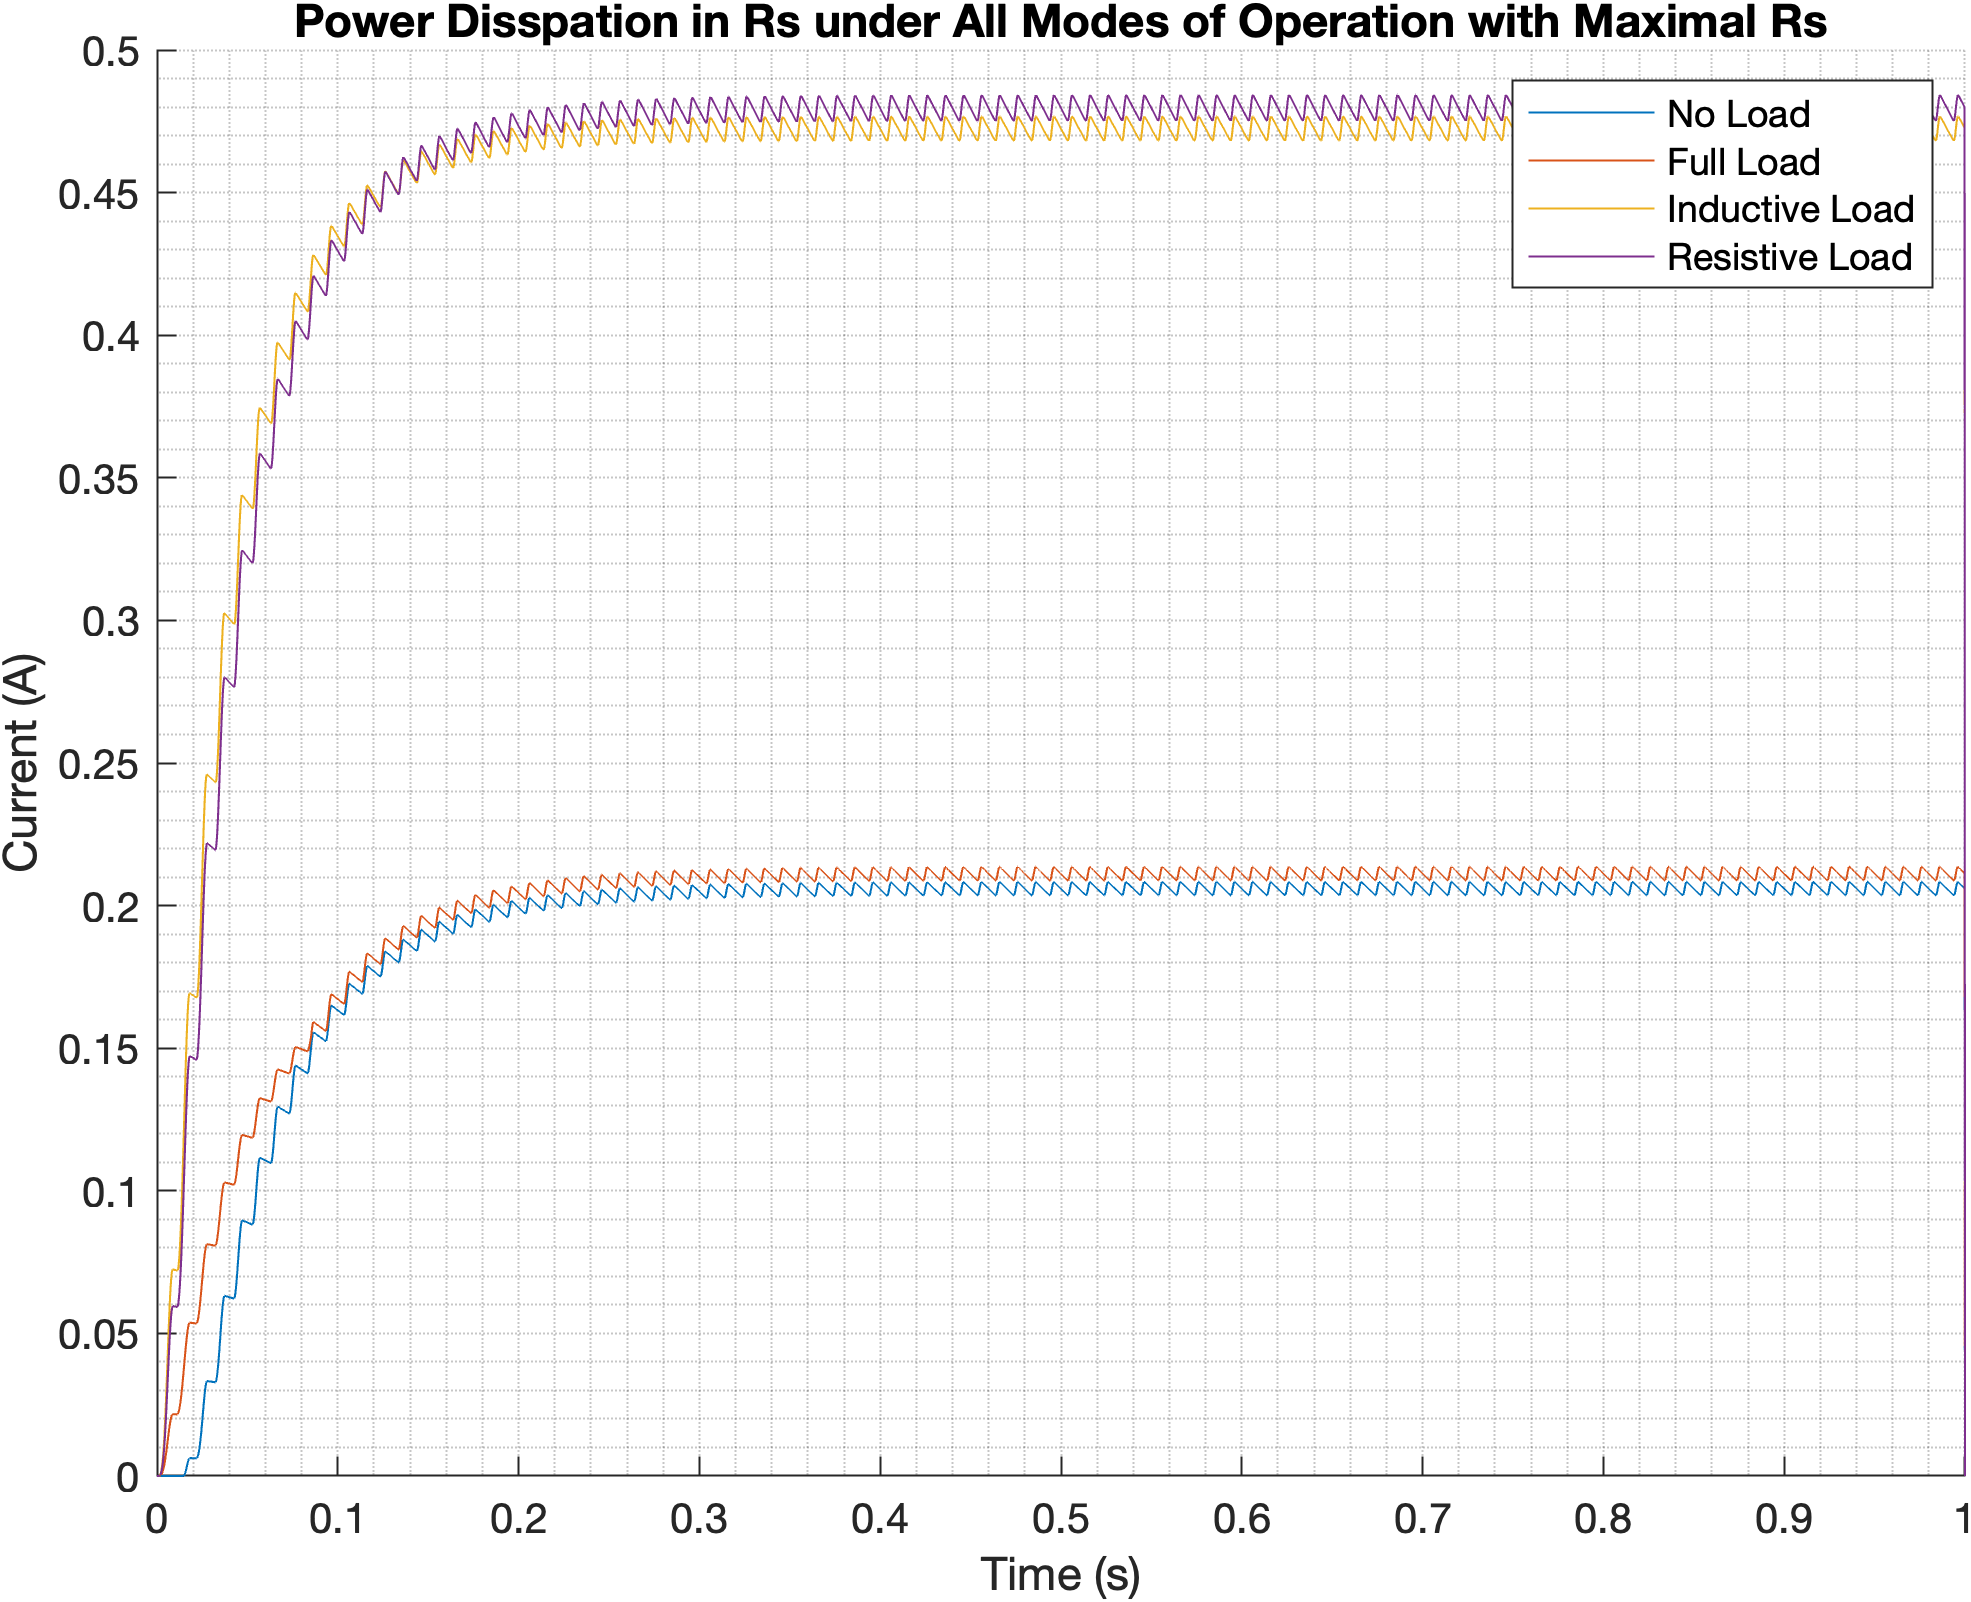 Power Disspation in Rs under All Modes of Operation with Maximal Rs
0.5
0.45
0.4
0.35
0.3
0.25
0.2
0.15
0.1
0.05
0
Current (A)
No Load
Full Load
Inductive Load
Resistive Load
0 0.1 0.2 0.3 0.4 0.5 0.6 0.7 0.8 0.9 1
Time (s)